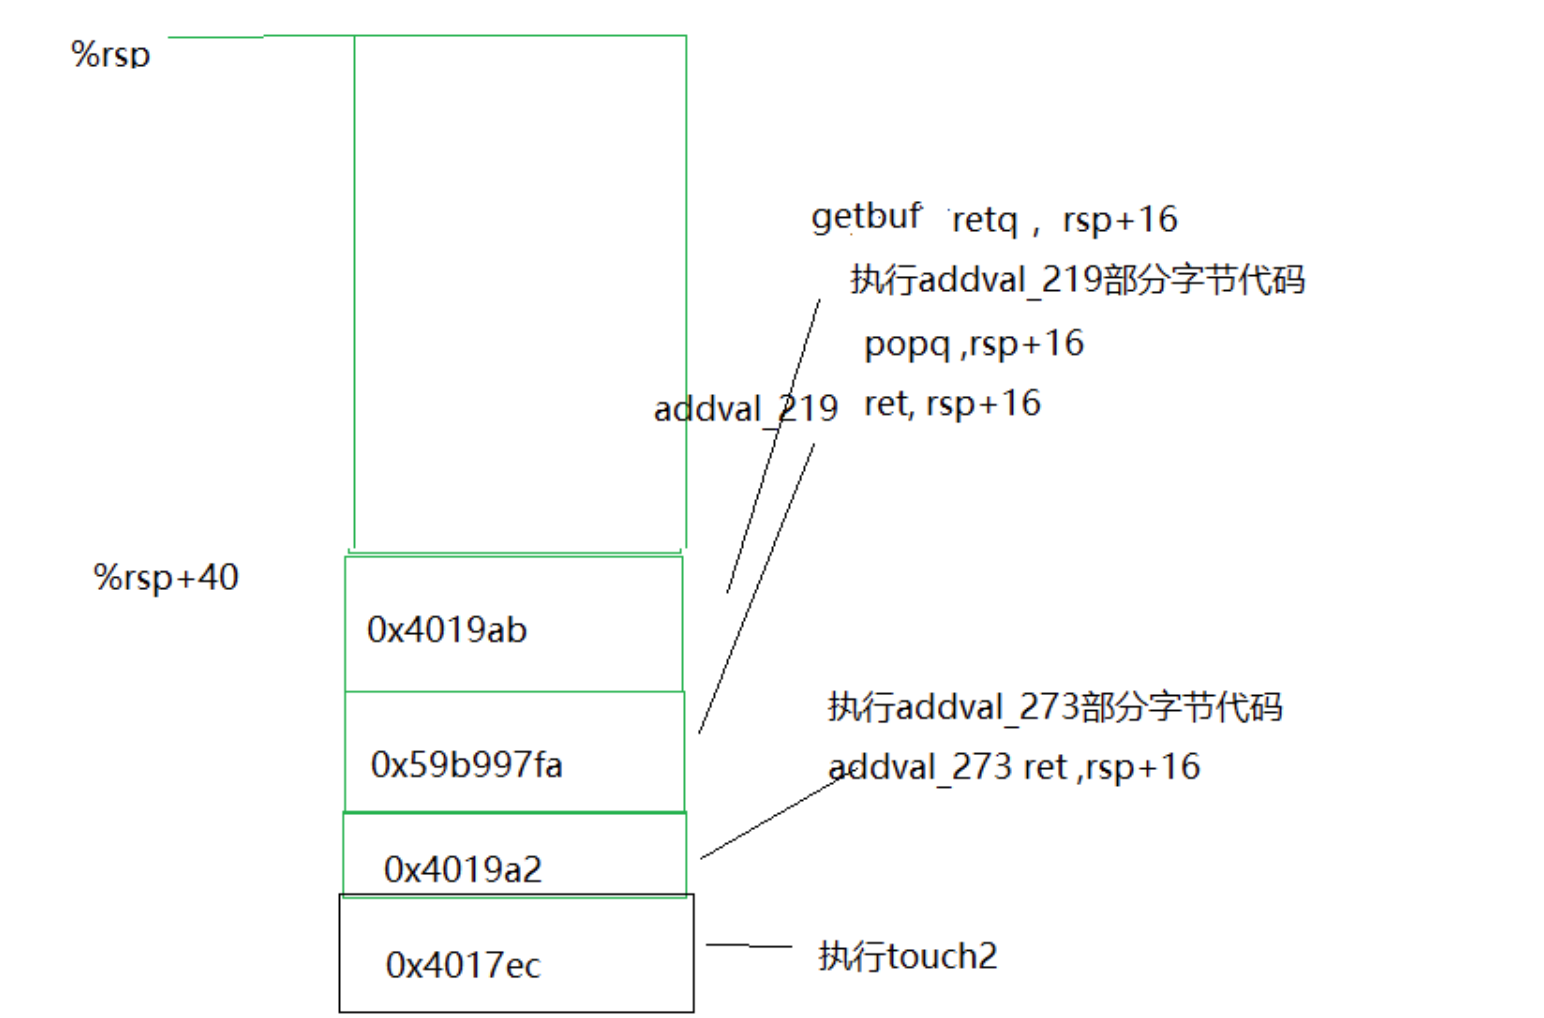 %rsp
getbuf retq , rsp+16
执行addval_219部分字节代码
popq ,rsp+16
addval_219 ret, rsp+16
%rsp+40
0x4019ab
执行addval_273部分字节代码
0x59b997fa
addval_273 ret ,rsp+16
0x4019a2
执行touch2
0x4017ec